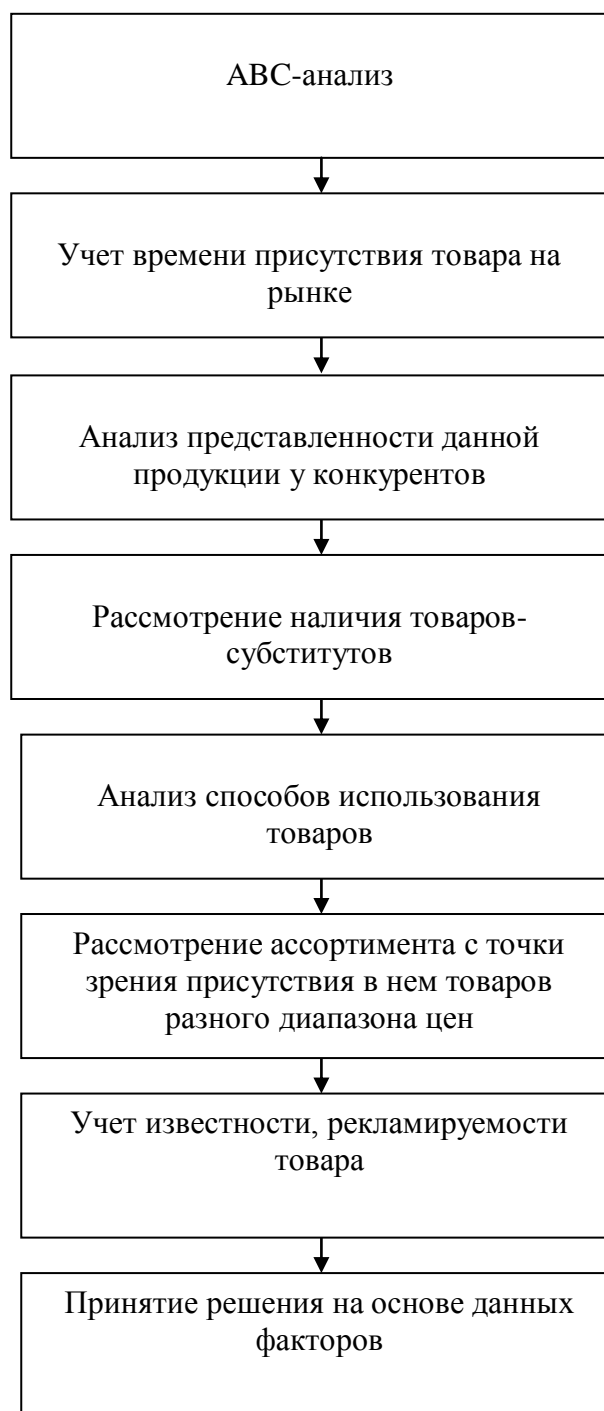 АВС-анализ
Учет времени присутствия товара на
рынке
Анализ представленности данной
продукции у конкурентов
Рассмотрение наличия товаров-
субститутов
Анализ способов использования
товаров
Рассмотрение ассортимента с точки
зрения присутствия в нем товаров
разного диапазона цен
Учет известности, рекламируемости
товара
Принятие решения на основе данных
факторов